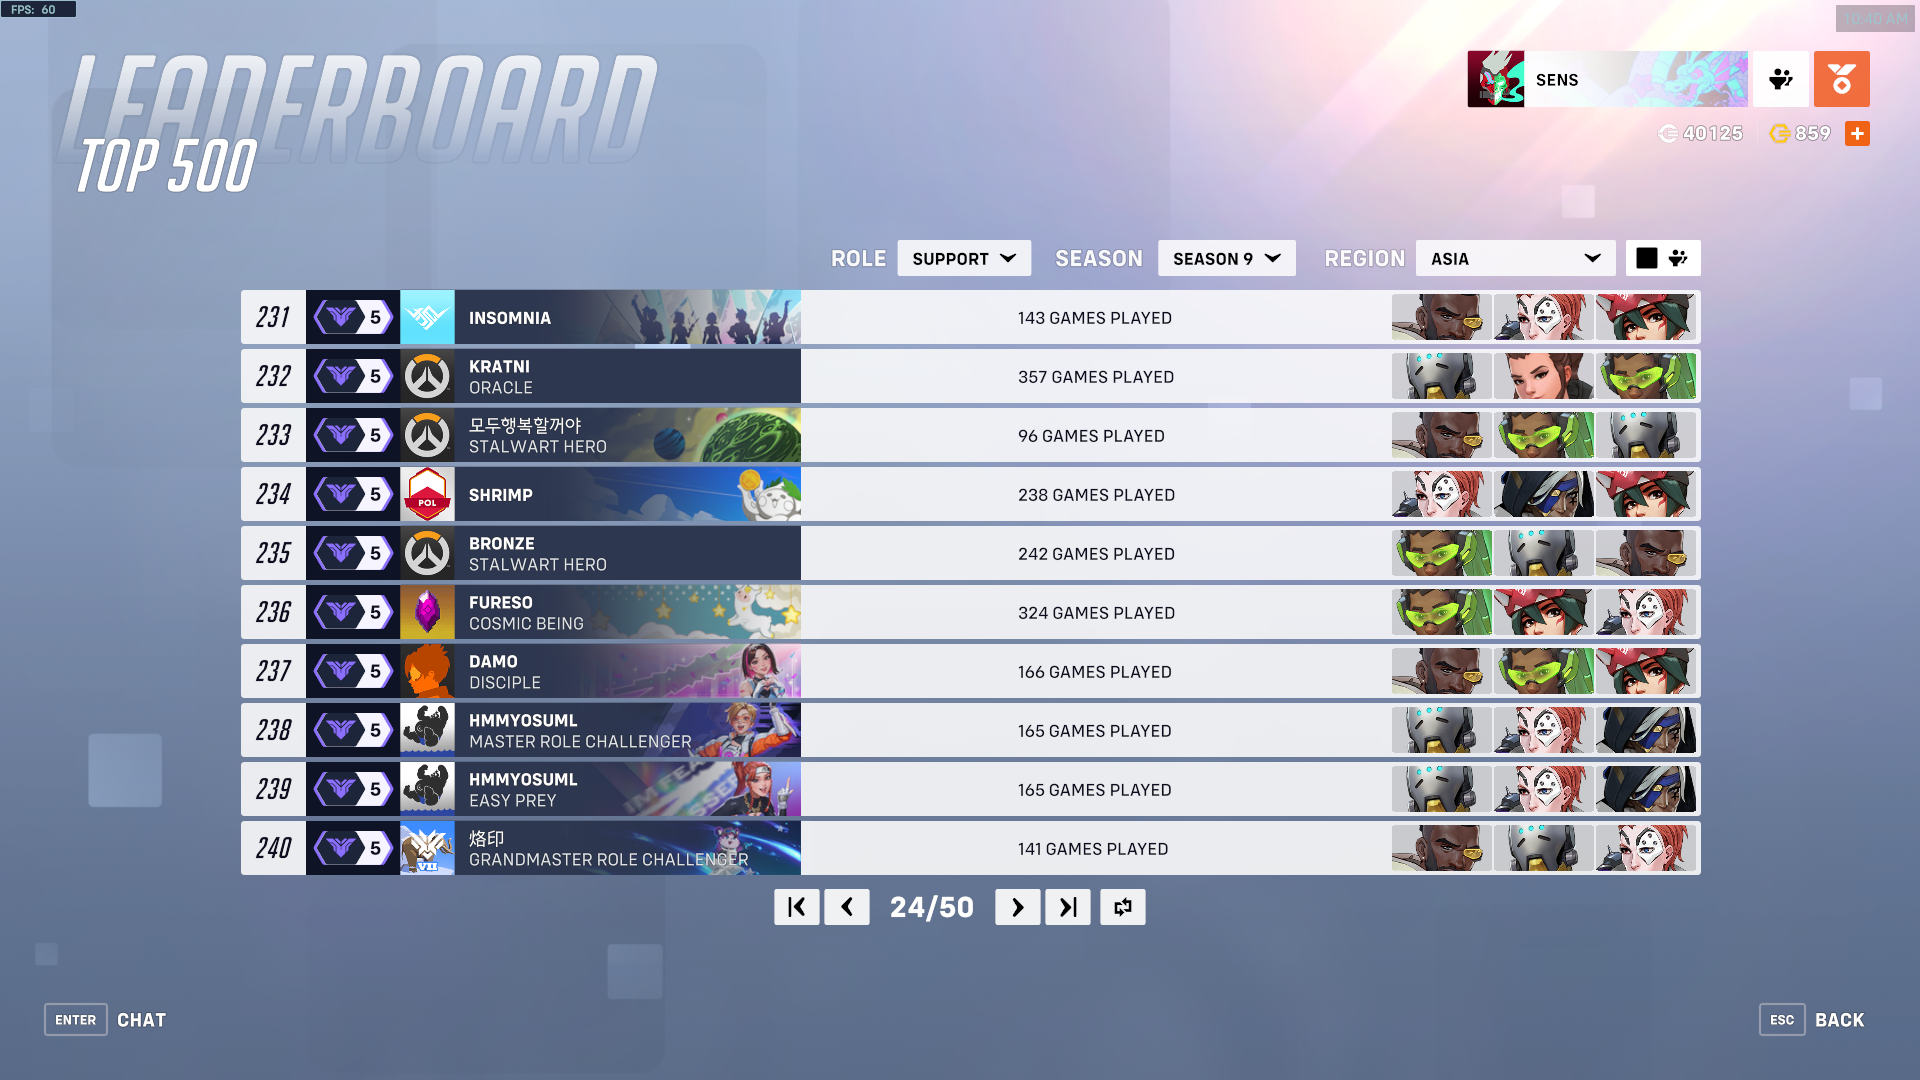 FPS: 60
10:40 AM
LEADERBOARD
TOP 500
SENS
40125
859
ROLE
SUPPORT
SEASON
SEASON 9
REGION
ASIA
231
5
INSOMNIA
143 GAMES PLAYED
232
5
KRATNI
ORACLE
357 GAMES PLAYED
233
5
모두행복할꺼야
STALWART HERO
96 GAMES PLAYED
234
5
POL
SHRIMP
238 GAMES PLAYED
235
5
BRONZE
STALWART HERO
242 GAMES PLAYED
236
5
FURESO
COSMIC BEING
324 GAMES PLAYED
237
5
DAMO
DISCIPLE
166 GAMES PLAYED
238
5
HMMYOSUML
MASTER ROLE CHALLENGER
165 GAMES PLAYED
239
5
HMMYOSUML
EASY PREY
165 GAMES PLAYED
240
5
VII
烙印
GRANDMASTER ROLE CHALLENGER
141 GAMES PLAYED
24/50
ENTER
CHAT
ESC
BACK